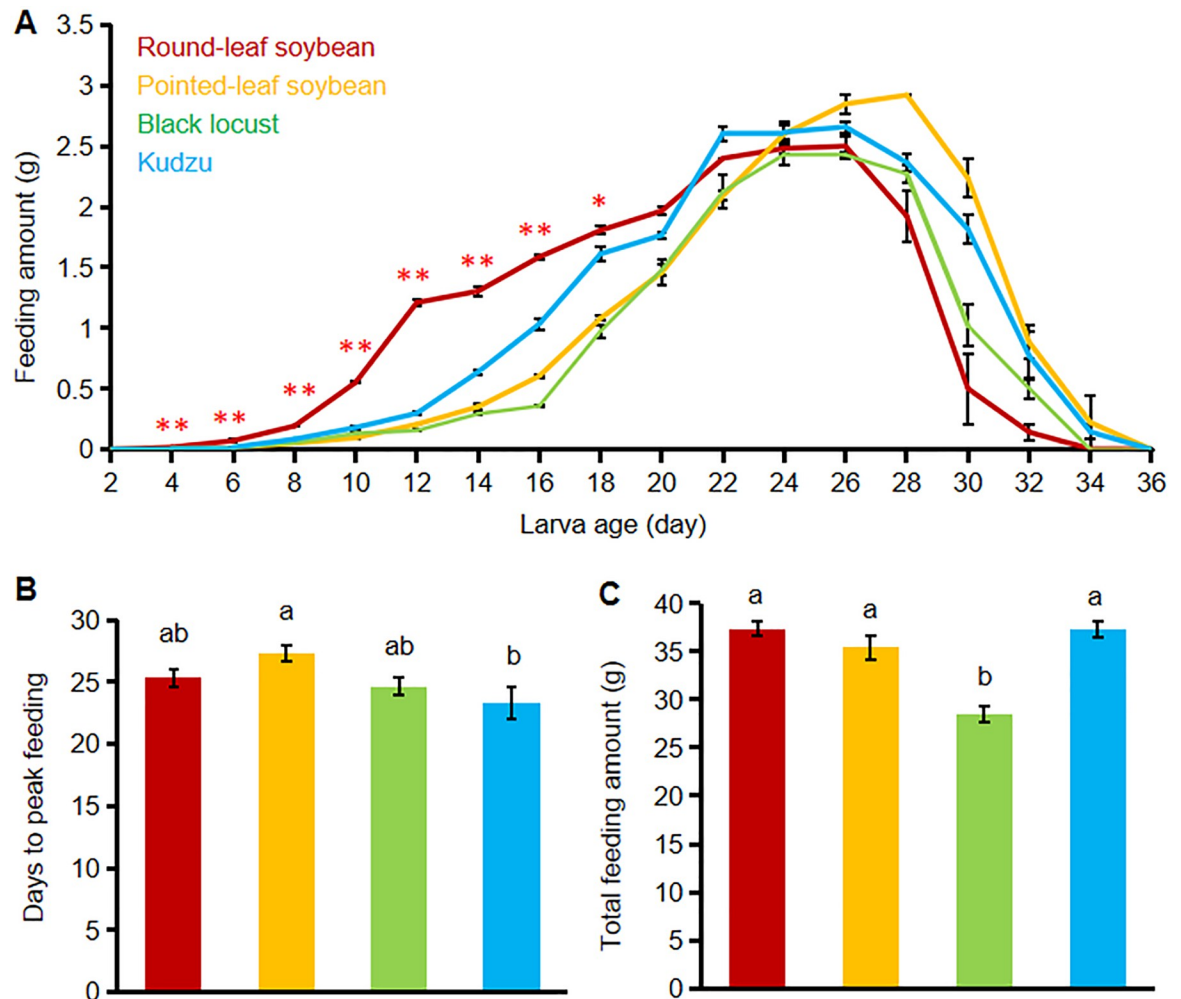 A
3.5
3
2.5
2
1.5
1
0.5
0
Feeding amount (g)
Round-leaf soybean
Pointed-leaf soybean
Black locust
Kudzu
** ** ** ** ** ** ** *
2 4 6 8 10 12 14 16 18 20 22 24 26 28 30 32 34 36
Larva age (day)
B
30
25
20
15
10
5
0
Days to peak feeding
ab a ab b
C
40
35
30
25
20
15
10
5
0
Total feeding amount (g)
a a b a